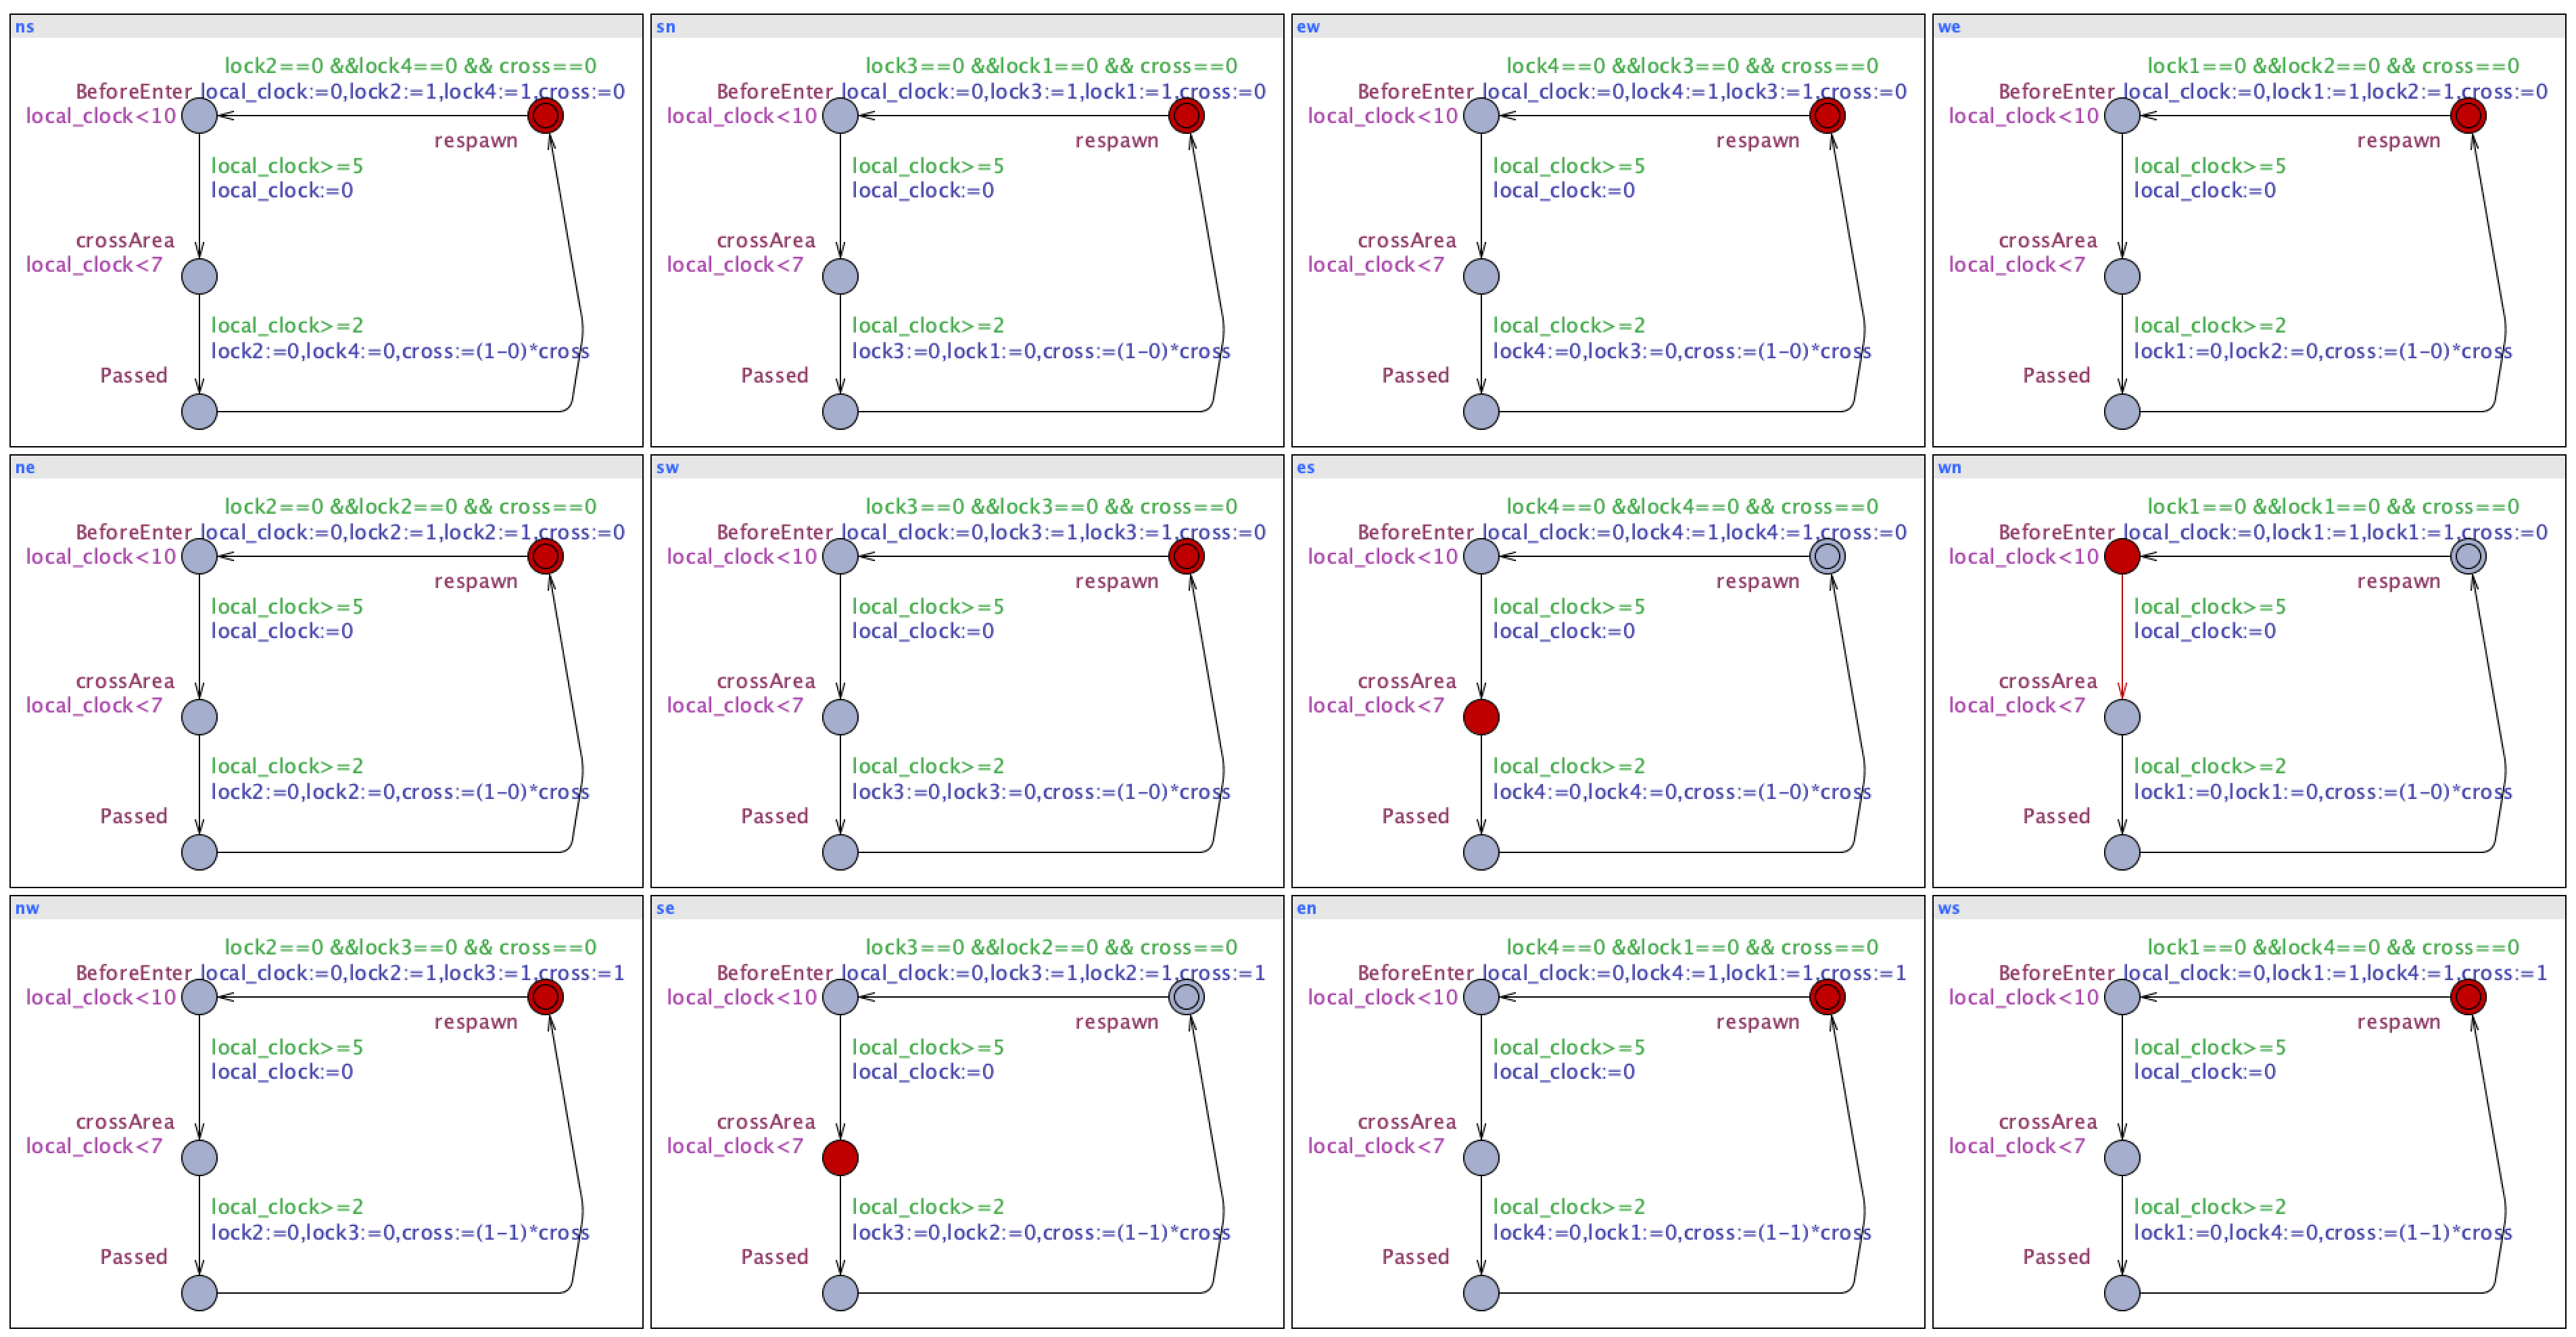 ns
lock2==0 &&lock4==0 && cross==0
BeforeEnter local_clock:=0,lock2:=1,lock4:=1,cross:=0
local_clock<10
respawn
local_clock>=5
local_clock:=0
crossArea
local_clock<7
local_clock>=2
lock2:=0,lock4:=0,cross:=(1-0)*cross
Passed
sn
lock3==0 &&lock1==0 && cross==0
BeforeEnter local_clock:=0,lock3:=1,lock1:=1,cross:=0
local_clock<10
respawn
local_clock>=5
local_clock:=0
crossArea
local_clock<7
local_clock>=2
lock3:=0,lock1:=0,cross:=(1-0)*cross
Passed
ew
lock4==0 &&lock3==0 && cross==0
BeforeEnter local_clock:=0,lock4:=1,lock3:=1,cross:=0
local_clock<10
respawn
local_clock>=5
local_clock:=0
crossArea
local_clock<7
local_clock>=2
lock4:=0,lock3:=0,cross:=(1-0)*cross
Passed
we
lock1==0 &&lock2==0 && cross==0
BeforeEnter local_clock:=0,lock1:=1,lock2:=1,cross:=0
local_clock<10
respawn
local_clock>=5
local_clock:=0
crossArea
local_clock<7
local_clock>=2
lock1:=0,lock2:=0,cross:=(1-0)*cross
Passed
ne
lock2==0 &&lock2==0 && cross==0
BeforeEnter local_clock:=0,lock2:=1,lock2:=1,cross:=0
local_clock<10
respawn
local_clock>=5
local_clock:=0
crossArea
local_clock<7
local_clock>=2
lock2:=0,lock2:=0,cross:=(1-0)*cross
Passed
sw
lock3==0 &&lock3==0 && cross==0
BeforeEnter local_clock:=0,lock3:=1,lock3:=1,cross:=0
local_clock<10
respawn
local_clock>=5
local_clock:=0
crossArea
local_clock<7
local_clock>=2
lock3:=0,lock3:=0,cross:=(1-0)*cross
Passed
es
lock4==0 &&lock4==0 && cross==0
BeforeEnter local_clock:=0,lock4:=1,lock4:=1,cross:=0
local_clock<10
respawn
local_clock>=5
local_clock:=0
crossArea
local_clock<7
local_clock>=2
lock4:=0,lock4:=0,cross:=(1-0)*cross
Passed
wn
lock1==0 &&lock1==0 && cross==0
BeforeEnter local_clock:=0,lock1:=1,lock1:=1,cross:=0
local_clock<10
respawn
local_clock>=5
local_clock:=0
crossArea
local_clock<7
local_clock>=2
lock1:=0,lock1:=0,cross:=(1-0)*cross
Passed
nw
lock2==0 &&lock3==0 && cross==0
BeforeEnter local_clock:=0,lock2:=1,lock3:=1,cross:=1
local_clock<10
respawn
local_clock>=5
local_clock:=0
crossArea
local_clock<7
local_clock>=2
lock2:=0,lock3:=0,cross:=(1-1)*cross
Passed
se
lock3==0 &&lock2==0 && cross==0
BeforeEnter local_clock:=0,lock3:=1,lock2:=1,cross:=1
local_clock<10
respawn
local_clock>=5
local_clock:=0
crossArea
local_clock<7
local_clock>=2
lock3:=0,lock2:=0,cross:=(1-1)*cross
Passed
en
lock4==0 &&lock1==0 && cross==0
BeforeEnter local_clock:=0,lock4:=1,lock1:=1,cross:=1
local_clock<10
respawn
local_clock>=5
local_clock:=0
crossArea
local_clock<7
local_clock>=2
lock4:=0,lock1:=0,cross:=(1-1)*cross
Passed
ws
lock1==0 &&lock4==0 && cross==0
BeforeEnter local_clock:=0,lock1:=1,lock4:=1,cross:=1
local_clock<10
respawn
local_clock>=5
local_clock:=0
crossArea
local_clock<7
local_clock>=2
lock1:=0,lock4:=0,cross:=(1-1)*cross
Passed